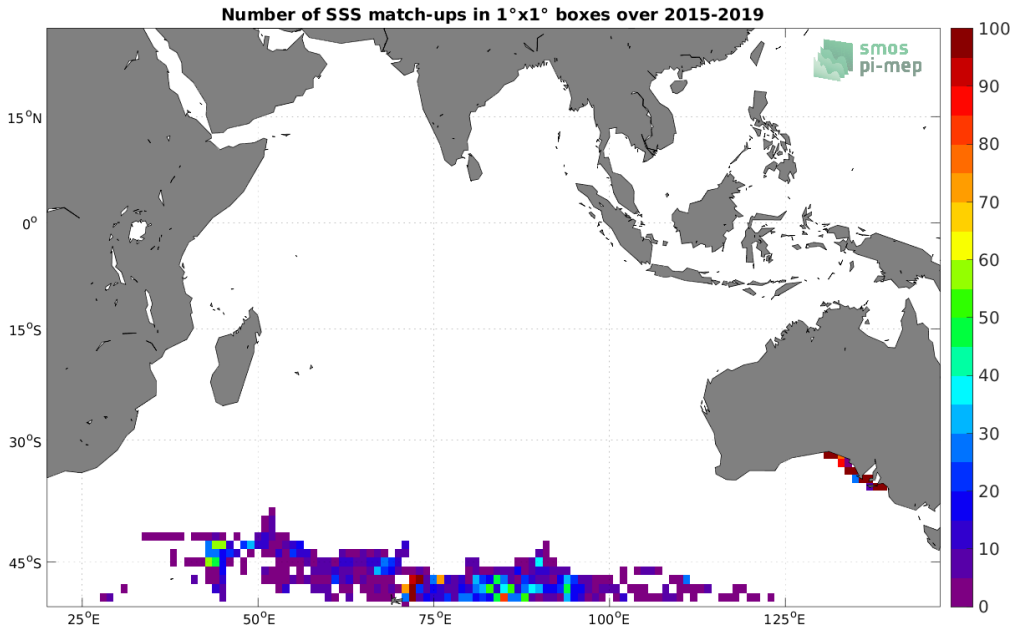 Number of SSS match-ups in 1°x1° boxes over 2015-2019
smos
pi-mep
100
90
80
70
60
50
40
30
20
10
0
15°N
0°
15°S
30°S
45°S
25°E
50°E
75°E
100°E
125°E